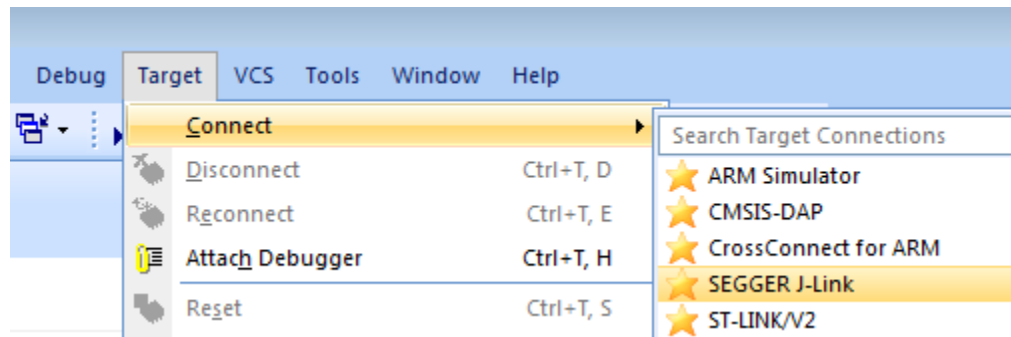 Debug Target VCS Tools Window Help
Connect
Search Target Connections
Disconnect Ctrl+T, D
ARM Simulator
Reconnect Ctrl+T, E
CMSIS-DAP
Attach Debugger Ctrl+T, H
CrossConnect for ARM
SEGGER J-Link
Reset Ctrl+T, S
ST-LINK/V2